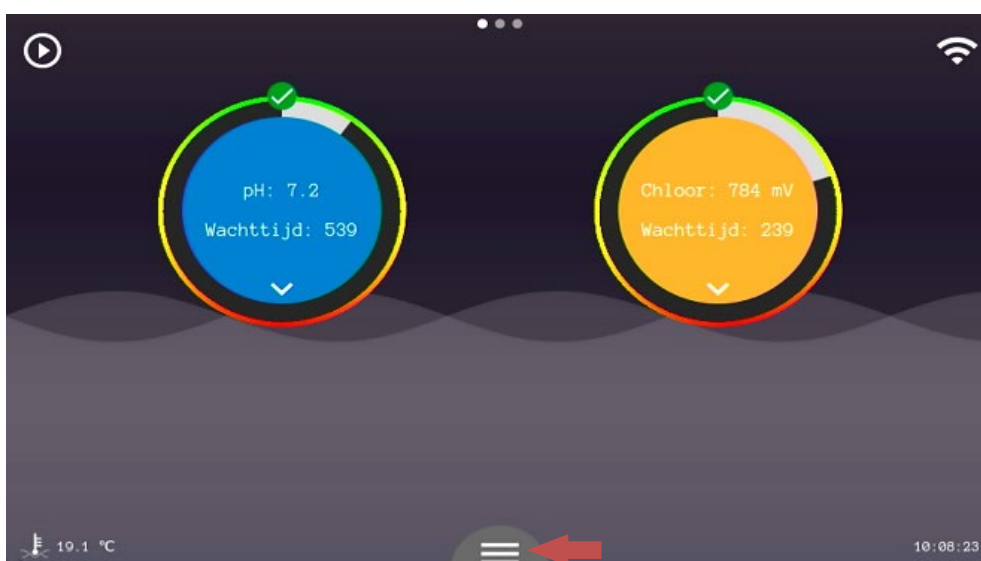 pH: 7.2
Wachttijd: 539
Chloor: 784 mV
Wachttijd: 239
19.1 °C
10:08:23